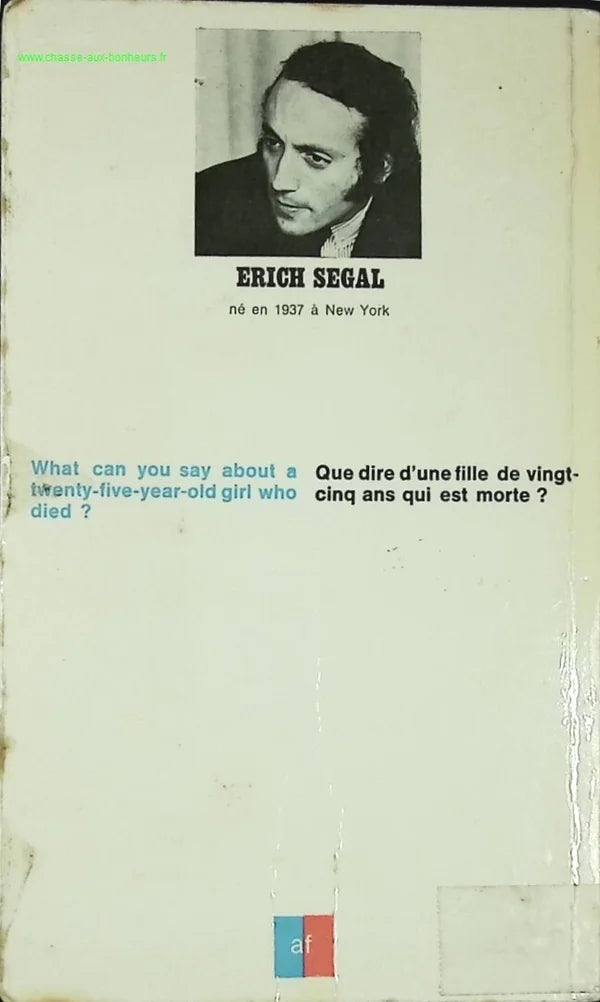 www.chasse-aux-bonheurs.fr
ERICH SEGAL
né en 1937 à New York
What can you say about a
twenty-five-year-old girl who
died ?
Que dire d'une fille de vingt-
cinq ans qui est morte ?
af